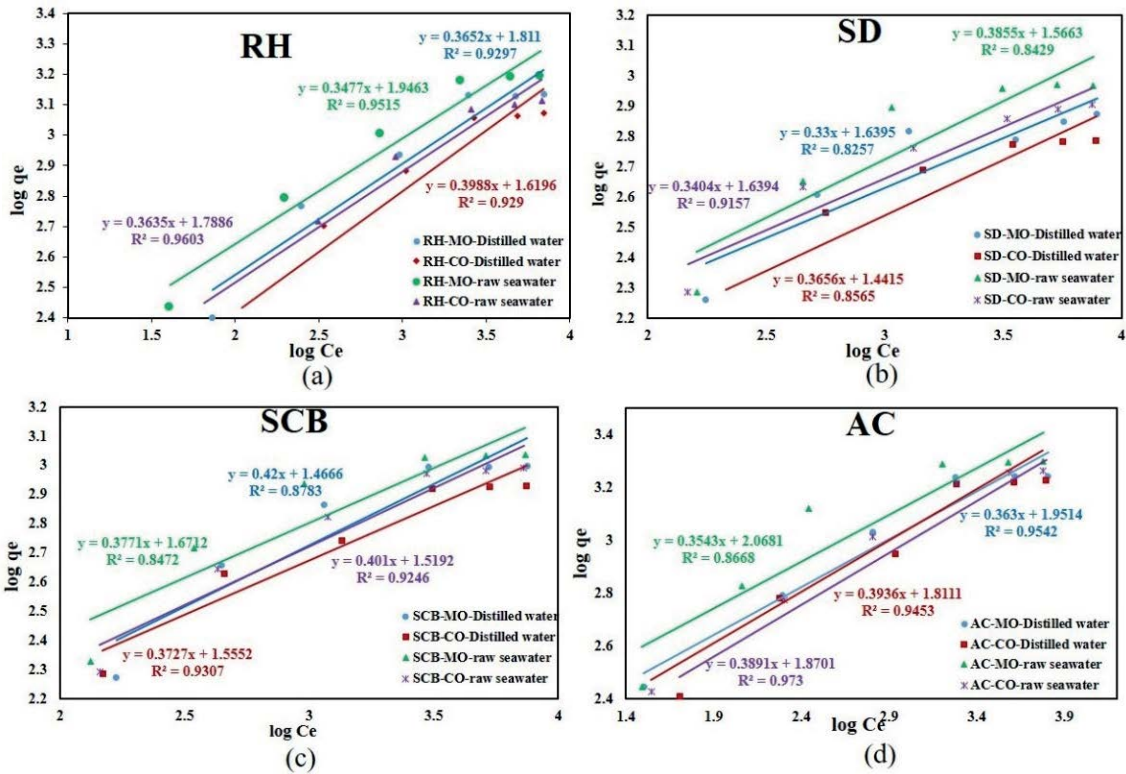 RH
y = 0.3652x + 1.811
R² = 0.9297
y = 0.3477x + 1.9463
R² = 0.9515
y = 0.3988x + 1.6196
R² = 0.929
y = 0.3635x + 1.7886
R² = 0.9603
RH-MO-Distilled water
RH-CO-Distilled water
RH-MO-raw seawater
RH-CO-raw seawater
log qe
3.4
3.3
3.2
3.1
3
2.9
2.8
2.7
2.6
2.5
2.4
1 1.5 2 2.5 3 3.5 4
log Ce
(a)
SD
y = 0.3855x + 1.5663
R² = 0.8429
y = 0.33x + 1.6395
R² = 0.8257
y = 0.3404x + 1.6394
R² = 0.9157
y = 0.3656x + 1.4415
R² = 0.8565
SD-MO-Distilled water
SD-CO-Distilled water
SD-MO-raw seawater
SD-CO-raw seawater
log qe
3.2
3.1
3
2.9
2.8
2.7
2.6
2.5
2.4
2.3
2.2
2 2.5 3 3.5 4
log Ce
(b)
SCB
y = 0.42x + 1.4666
R² = 0.8783
y = 0.3771x + 1.6712
R² = 0.8472
y = 0.401x + 1.5192
R² = 0.9246
y = 0.3727x + 1.5552
R² = 0.9307
SCB-MO-Distilled water
SCB-CO-Distilled water
SCB-MO-raw seawater
SCB-CO-raw seawater
log qe
3.2
3.1
3
2.9
2.8
2.7
2.6
2.5
2.4
2.3
2.2
2 2.5 3 3.5 4
log Ce
(c)
AC
y = 0.363x + 1.9514
R² = 0.9542
y = 0.3543x + 2.0681
R² = 0.8668
y = 0.3936x + 1.8111
R² = 0.9453
y = 0.3891x + 1.8701
R² = 0.973
AC-MO-Distilled water
AC-CO-Distilled water
AC-MO-raw seawater
AC-CO-raw seawater
log qe
3.4
3.2
3
2.8
2.6
2.4
1.4 1.9 2.4 2.9 3.4 3.9
log Ce
(d)